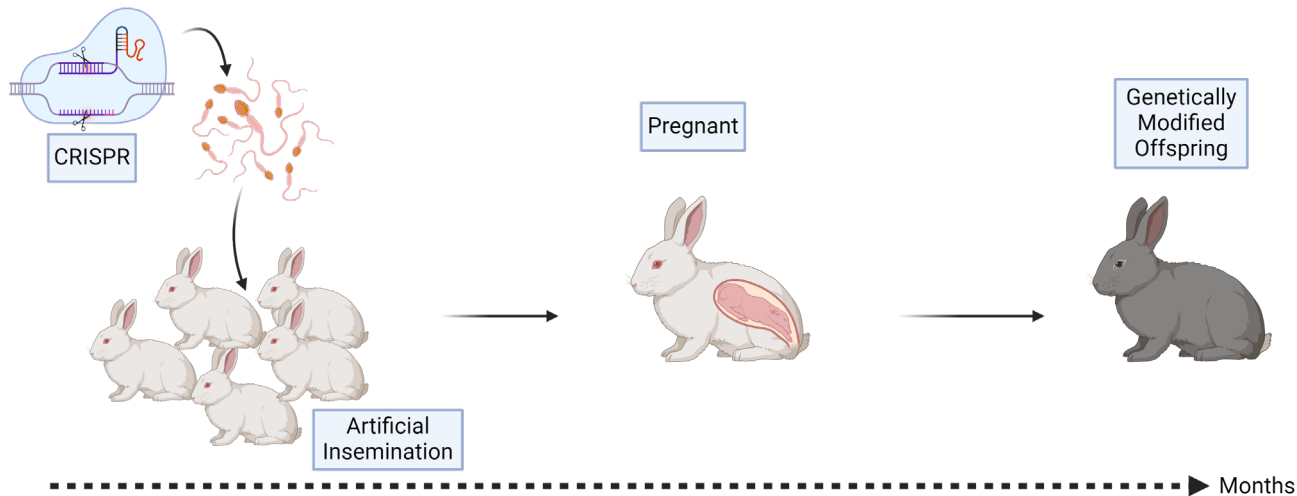 CRISPR
Artificial
Insemination
Pregnant
Genetically
Modified
Offspring
Months